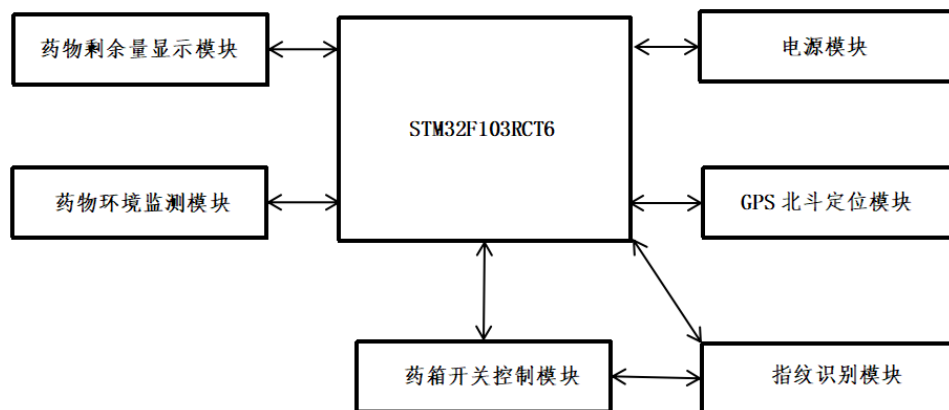 药物剩余量显示模块
电源模块
STM32F103RCT6
药物环境监测模块
GPS 北斗定位模块
药箱开关控制模块
指纹识别模块